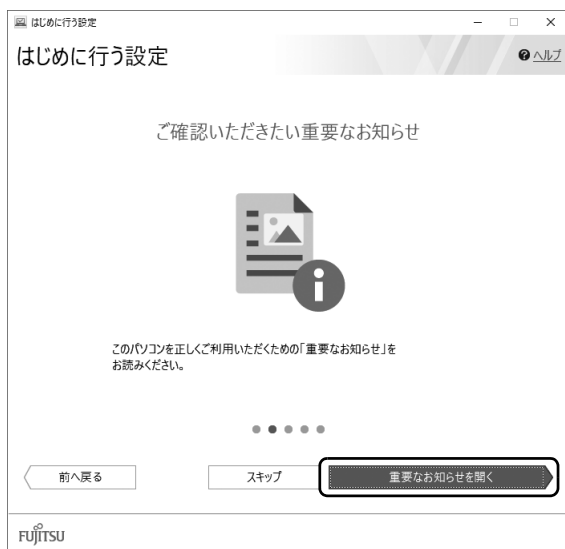 はじめに行う設定
はじめに行う設定
ヘルプ
ご確認いただきたい重要なお知らせ
このパソコンを正しくご利用いただくための「重要なお知らせ」を
お読みください。
前へ戻る
スキップ
重要なお知らせを開く
FUJITSU